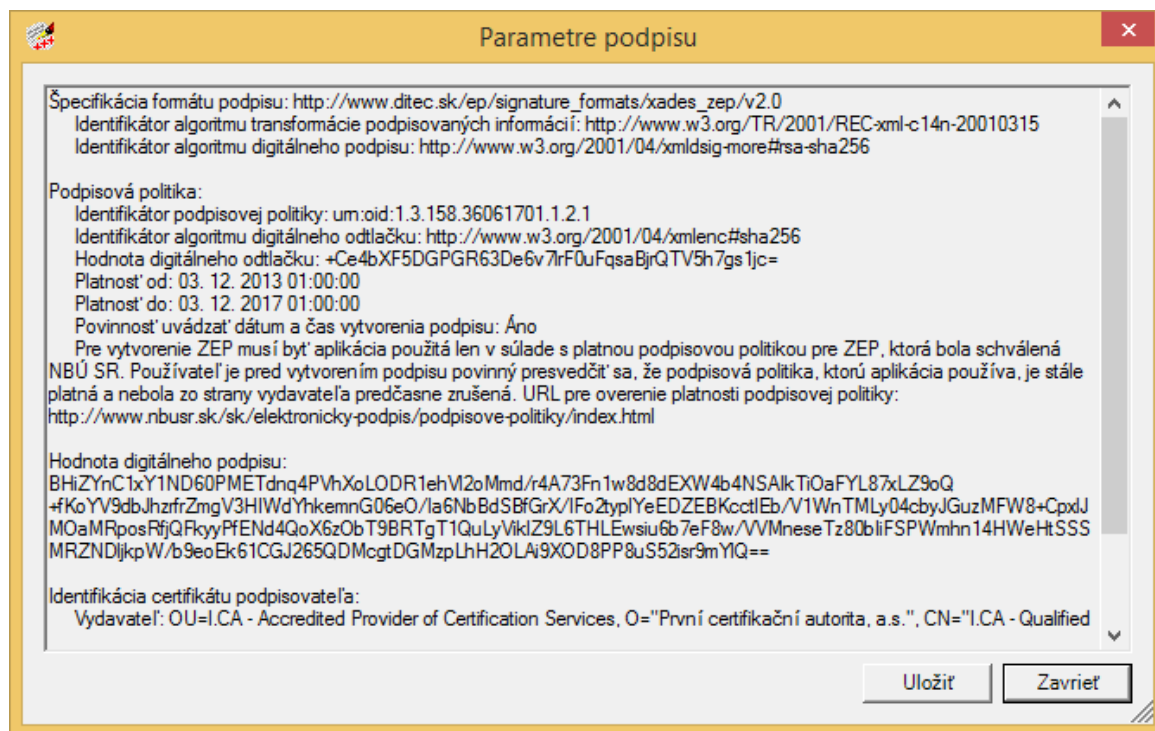 Parametre podpisu
Špecifikácia formátu podpisu: http://www.ditec.sk/ep/signature_formats/xades_zep/v2.0
Identifikátor algoritmu transformácie podpisovaných informácií: http://www.w3.org/TR/2001/REC-xml-c14n-20010315
Identifikátor algoritmu digitálneho podpisu: http://www.w3.org/2001/04/xmldsig-more#rsa-sha256
Podpisová politika:
Identifikátor podpisovej politiky: urn:oid:1.3.158.36061701.1.2.1
Identifikátor algoritmu digitálneho odtlačku: http://www.w3.org/2001/04/xmlenc#sha256
Hodnota digitálneho odtlačku: +Ce4bXF5DGPGR63De6v7lrF0uFqsaBjrQTV5h7gs1jc=
Platnosť od: 03. 12. 2013 01:00:00
Platnosť do: 03. 12. 2017 01:00:00
Povinnosť uvádzať dátum a čas vytvorenia podpisu: Áno
Pre vytvorenie ZEP musí byť aplikácia použitá len v súlade s platnou podpisovou politikou pre ZEP, ktorá bola schválená
NBÚ SR. Používateľ je pred vytvorením podpisu povinný presvedčiť sa, že podpisová politika, ktorú aplikácia používa, je stále
platná a nebola zo strany vydavateľa predčasne zrušená. URL pre overenie platnosti podpisovej politiky:
http://www.nbusr.sk/sk/elektronicky-podpis/podpisove-politiky/index.html
Hodnota digitálneho podpisu:
BHiZYnC1xY1ND60PMETdnq4PVhXoLODR1ehVl2oMmd/r4A73Fn1w8d8dEXW4b4NSAlkTiOaFYL87xLZ9oQ
+fKoYV9dbJhzrfrZmgV3HIWdYhkemnG06eO/Ia6NbBdSBfGrX/IFo2typIYeEDZEBKcctIEb/V1WnTMLy04cbyJGuzMFW8+CpxIJ
MOaMRposRfjQFkyyPfENd4QoX6zObT9BRTgT1QuLyVikIZ9L6THLEwsiu6b7eF8w/VVMneseTz80bIiFSPWmhn14HWeHtSSS
MRZNDljkpW/b9eoEk61CGJ265QDMcgtDGMzpLhH2OLAi9XOD8PP8uS52isr9mYlQ==
Identifikácia certifikátu podpisovateľa:
Vydavateľ: OU=I.CA - Accredited Provider of Certification Services, O="První certifikační autorita, a.s.", CN="I.CA - Qualified
Uložiť
Zavrieť